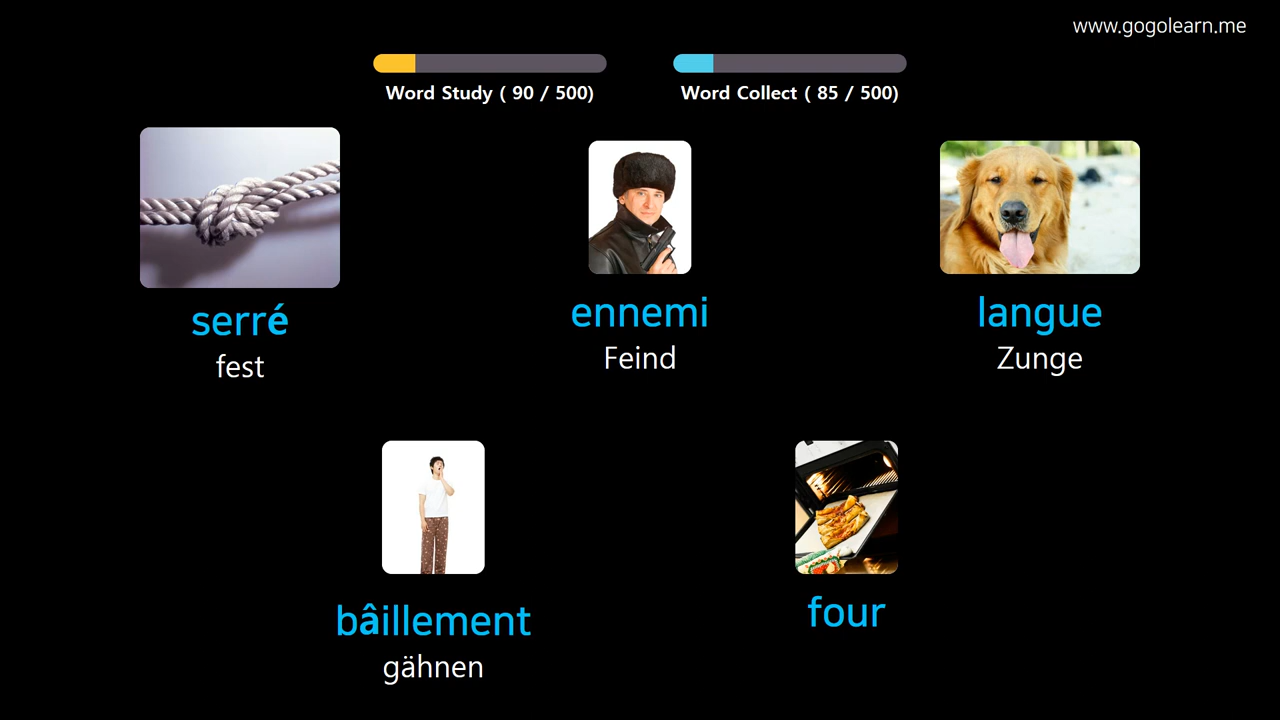 www.gogolearn.me
Word Study ( 90 / 500)
Word Collect ( 85 / 500)
serré
fest
ennemi
Feind
langue
Zunge
bâillement
gähnen
four